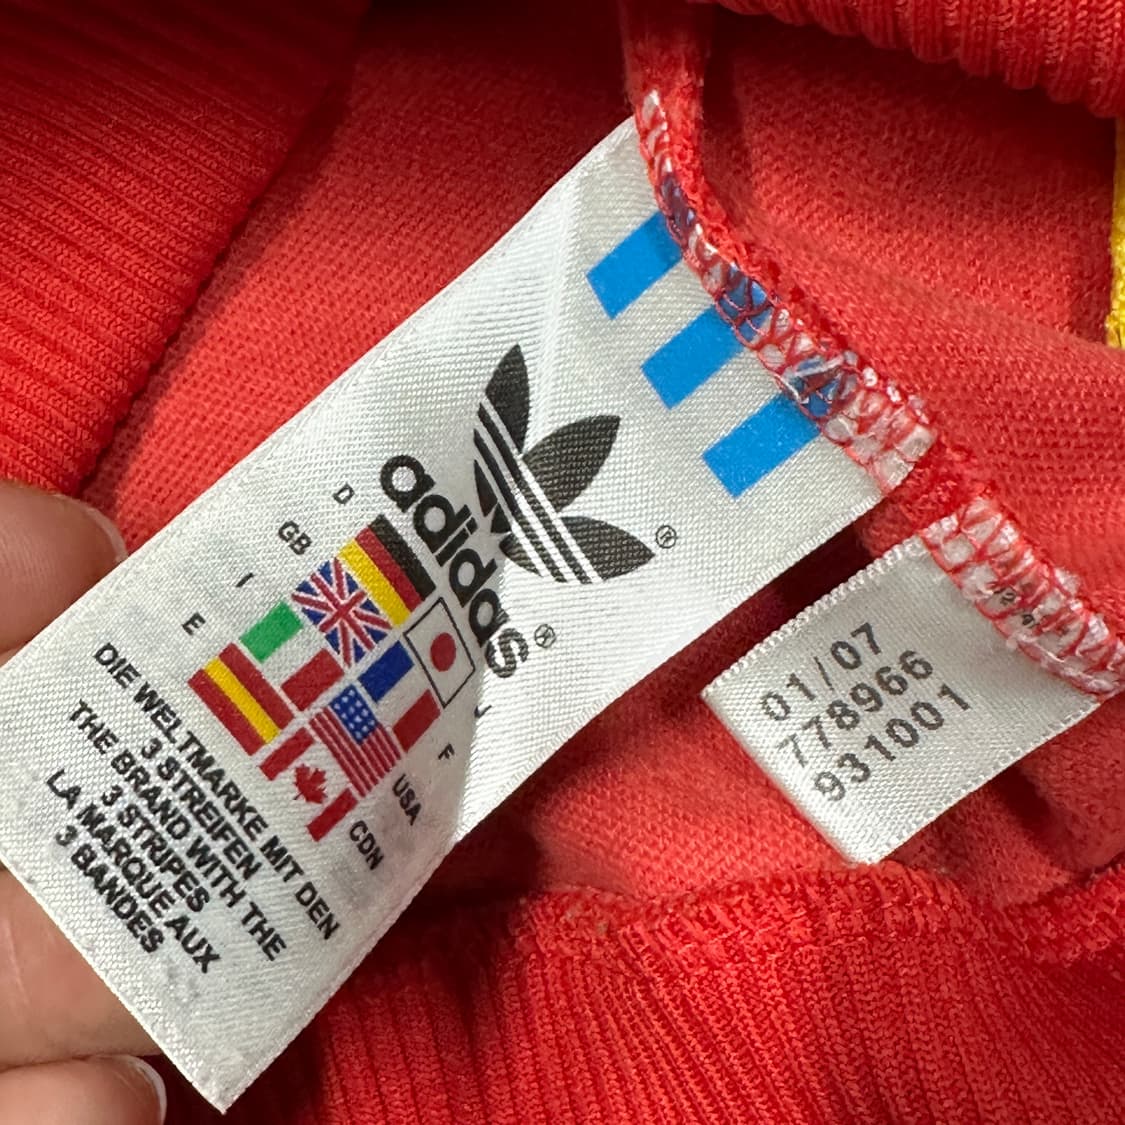 adidas®
®
D
GB
I
E
J
F
USA
CDN
DIE WELTMARKE MIT DEN
3 STREIFEN
THE BRAND WITH THE
3 STRIPES
LA MARQUE AUX
3 BANDES
01/07
778966
931001